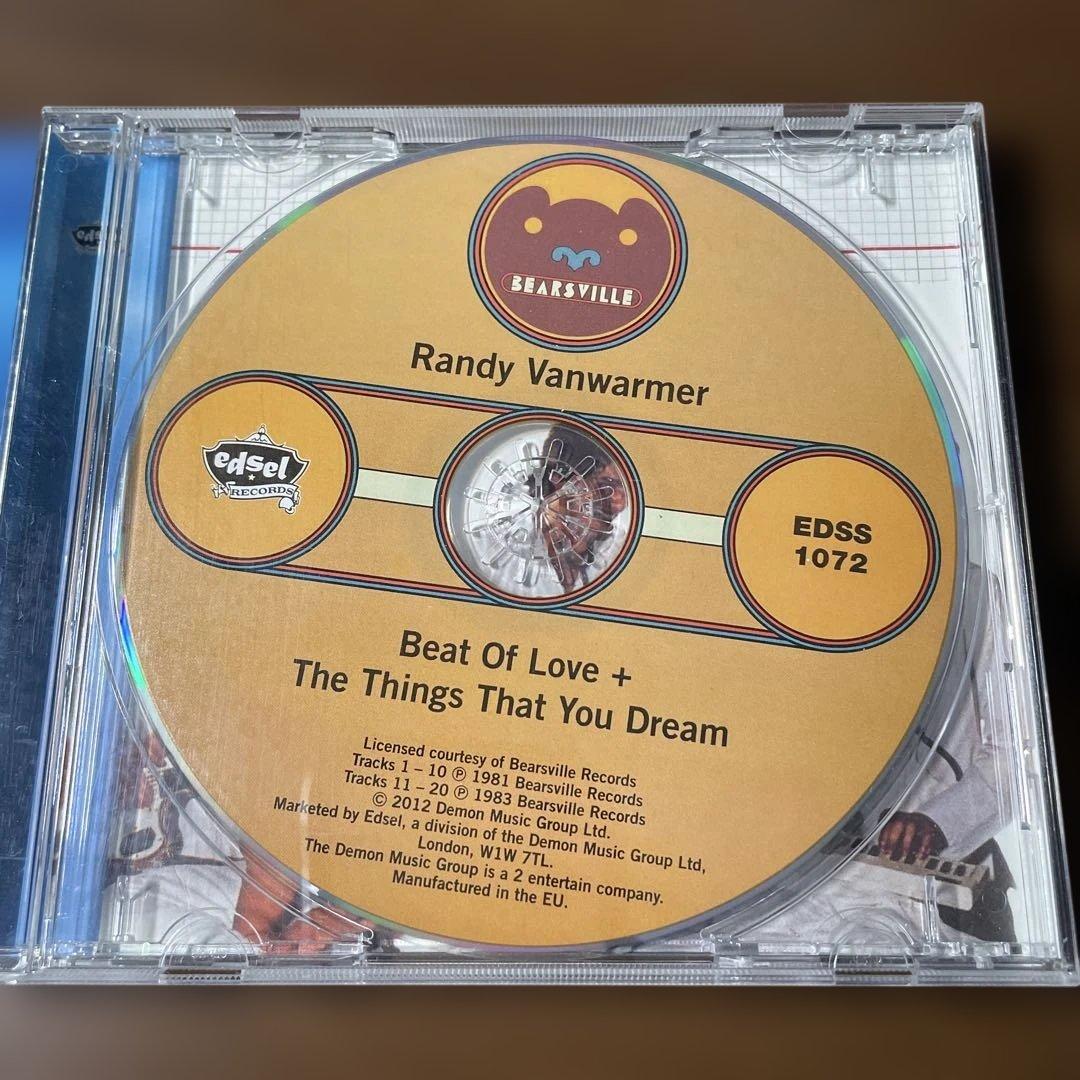 BEARSVILLE
Randy Vanwarmer
edsel
RECORDS
EDSS
1072
Beat Of Love +
The Things That You Dream
Licensed courtesy of Bearsville Records
Tracks 1 – 10 ℗ 1981 Bearsville Records
Tracks 11 – 20 ℗ 1983 Bearsville Records
© 2012 Demon Music Group Ltd.
Marketed by Edsel, a division of the Demon Music Group Ltd,
London, W1W 7TL.
The Demon Music Group is a 2 entertain company.
Manufactured in the EU.
edsel